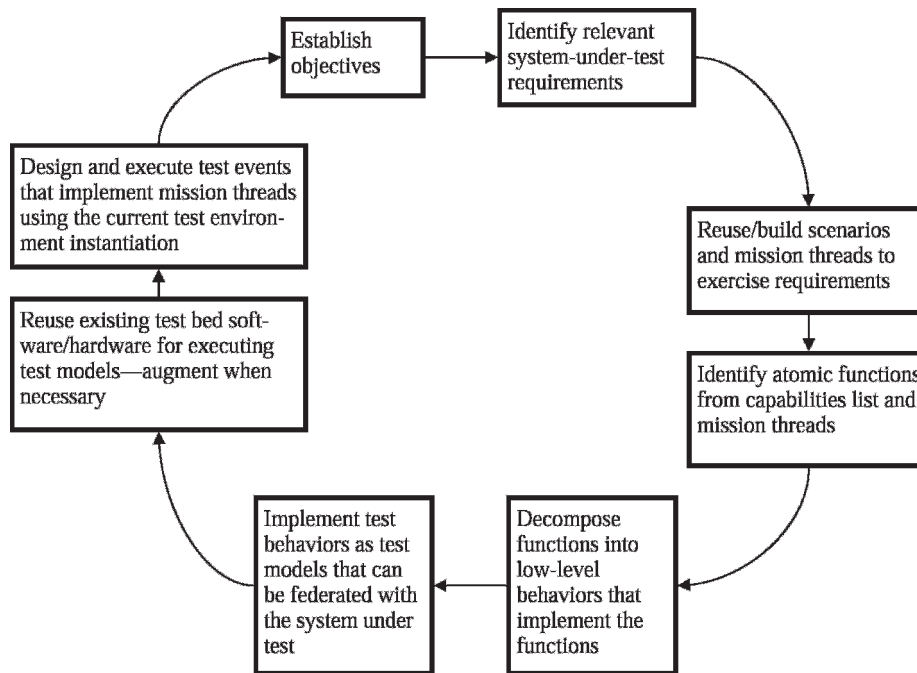 Establish
objectives
Identify relevant
system-under-test
requirements
Reuse/build scenarios
and mission threads to
exercise requirements
Identify atomic functions
from capabilities list and
mission threads
Decompose
functions into
low-level
behaviors that
implement the
functions
Implement test
behaviors as test
models that can
be federated with
the system under
test
Reuse existing test bed soft-
ware/hardware for executing
test models—augment when
necessary
Design and execute test events
that implement mission threads
using the current test environ-
ment instantiation